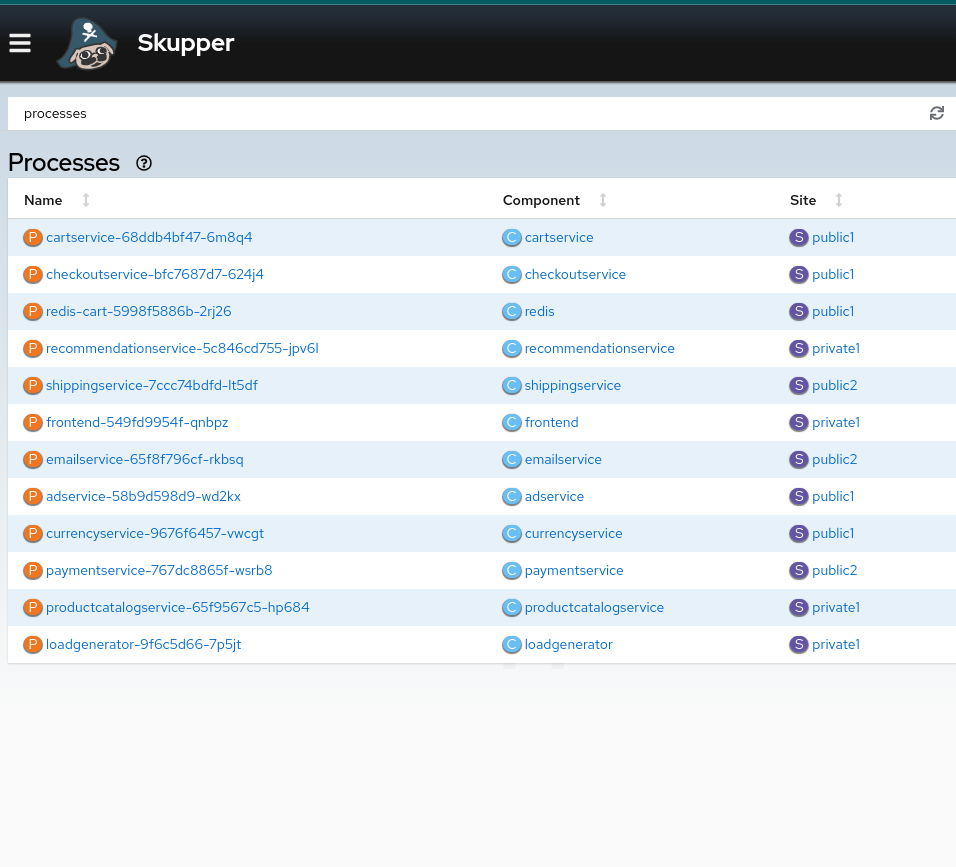 Skupper
processes
Processes
Name Component Site
P cartservice-68ddb4bf47-6m8q4 C cartservice S public1
P checkoutservice-bfc7687d7-624j4 C checkoutservice S public1
P redis-cart-5998f5886b-2rj26 C redis S public1
P recommendationservice-5c846cd755-jpv6l C recommendationservice S private1
P shippingservice-7ccc74bdfd-lt5df C shippingservice S public2
P frontend-549fd9954f-qnbpz C frontend S private1
P emailservice-65f8f796cf-rkbsq C emailservice S public2
P adservice-58b9d598d9-wd2kx C adservice S public1
P currencyservice-9676f6457-vwcgt C currencyservice S public1
P paymentservice-767dc8865f-wsrb8 C paymentservice S public2
P productcatalogservice-65f9567c5-hp684 C productcatalogservice S private1
P loadgenerator-9f6c5d66-7p5jt C loadgenerator S private1